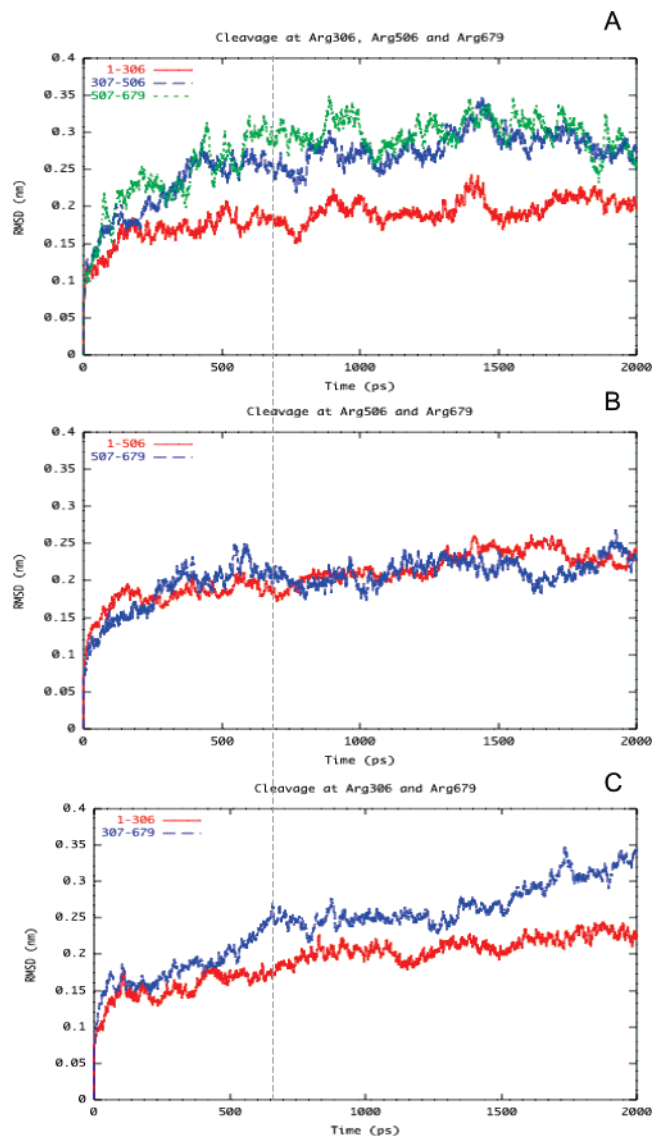 A
Cleavage at Arg306, Arg506 and Arg679
0.4
1-306
307-506
507-679
0.35
0.3
0.25
0.2
0.15
0.1
0.05
0
RMSD (nm)
0 500 1000 1500 2000
Time (ps)
B
Cleavage at Arg506 and Arg679
0.4
1-506
507-679
0.35
0.3
0.25
0.2
0.15
0.1
0.05
0
RMSD (nm)
0 500 1000 1500 2000
Time (ps)
C
Cleavage at Arg306 and Arg679
0.4
1-306
307-679
0.35
0.3
0.25
0.2
0.15
0.1
0.05
0
RMSD (nm)
0 500 1000 1500 2000
Time (ps)